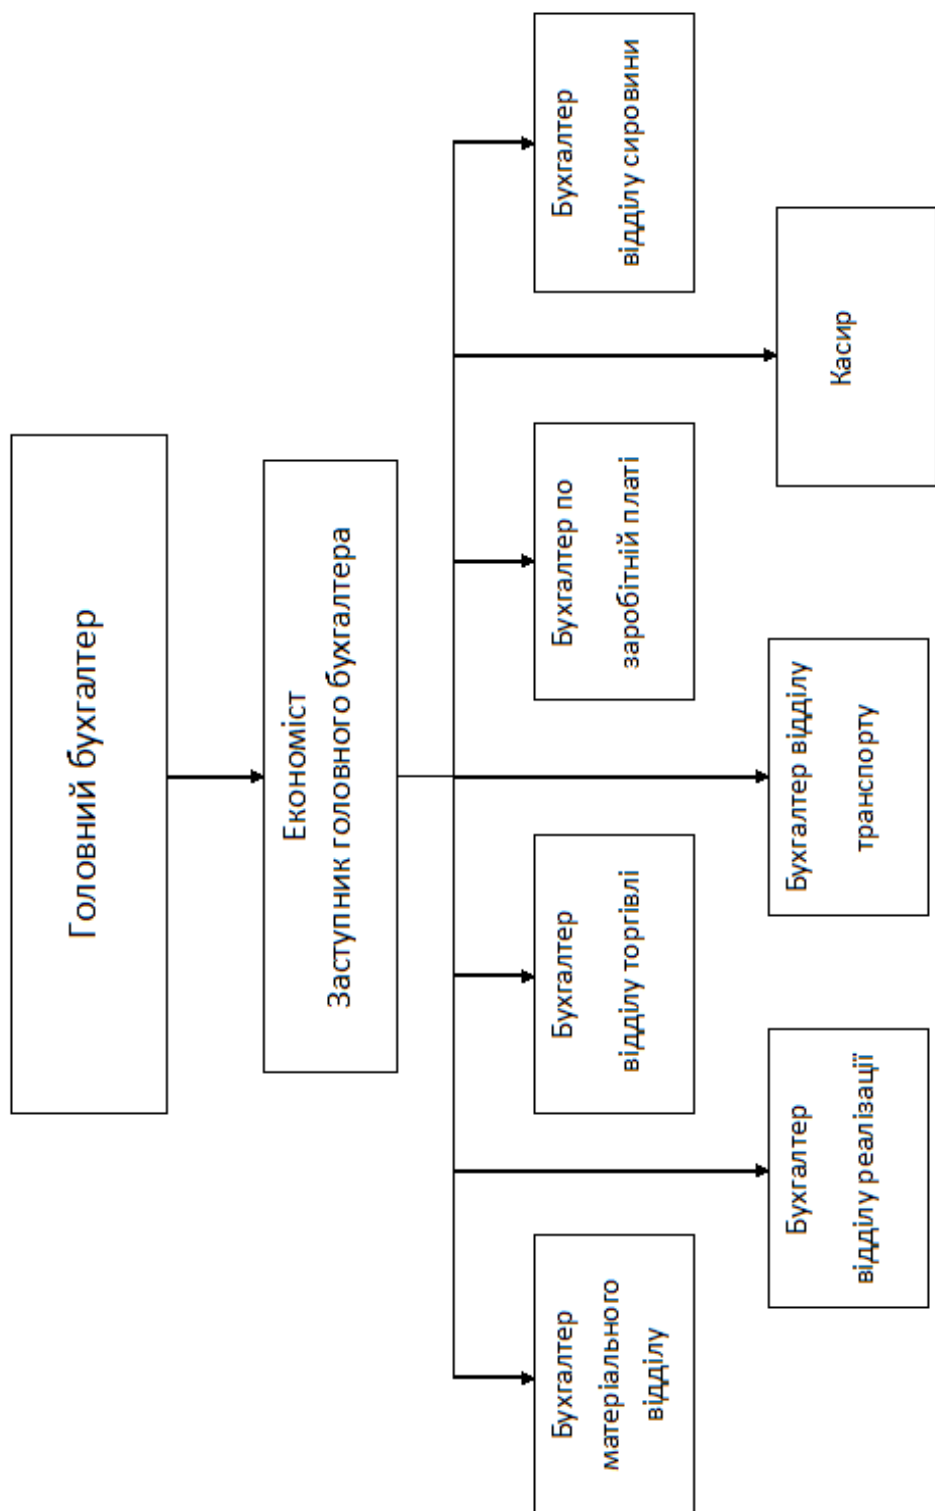 Головний бухгалтер
Економіст
Заступник головного бухгалтера
Бухгалтер
матеріального
відділу
Бухгалтер
відділу торгівлі
Бухгалтер по
заробітній платі
Бухгалтер
відділу сировини
Бухгалтер
відділу реалізації
Бухгалтер відділу
транспорту
Касир